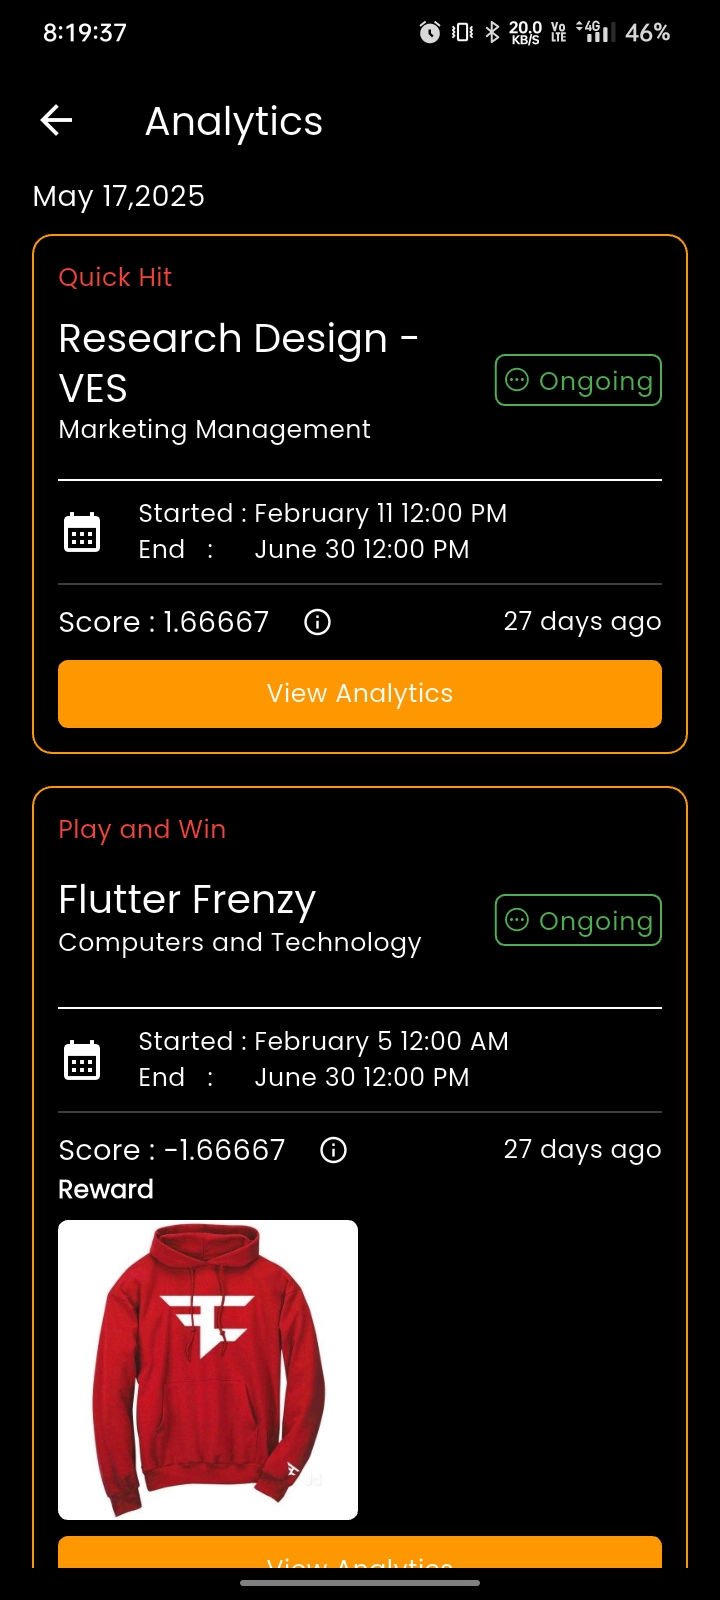 8:19:37
20.0
KB/S
Vo
LTE
4G
46%
Analytics
May 17,2025
Quick Hit
Research Design -
VES
Marketing Management
Ongoing
Started : February 11 12:00 PM
End : June 30 12:00 PM
Score : 1.66667
27 days ago
View Analytics
Play and Win
Flutter Frenzy
Computers and Technology
Ongoing
Started : February 5 12:00 AM
End : June 30 12:00 PM
Score : -1.66667
27 days ago
Reward
View Analytics